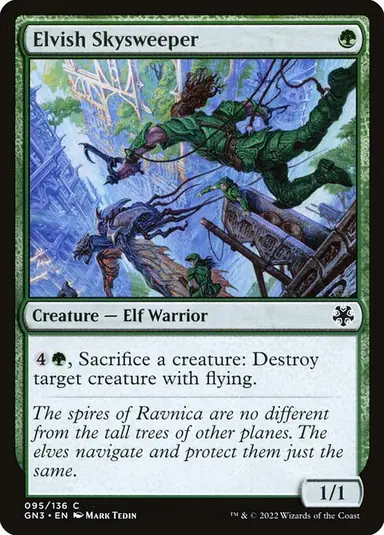 Elvish Skysweeper
Creature — Elf Warrior
4, Sacrifice a creature: Destroy
target creature with flying.
The spires of Ravnica are no different
from the tall trees of other planes. The
elves navigate and protect them just the
same.
1/1
095/136 C
GN3 • EN Mark Tedin
™ & © 2022 Wizards of the Coast